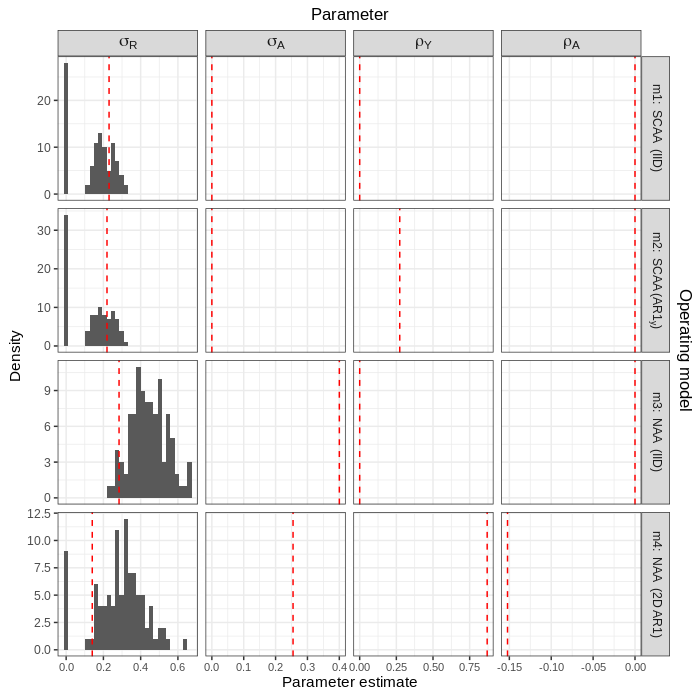 Parameter
σR σA ρY ρA
20
10
0
m1: SCAA (IID)
30
20
10
0
m2: SCAA (AR1y)
9
6
3
0
m3: NAA (IID)
12.5
10.0
7.5
5.0
2.5
0.0
m4: NAA (2D AR1)
Density
Operating model
0.0 0.2 0.4 0.6 0.0 0.1 0.2 0.3 0.4 0.00 0.25 0.50 0.75 -0.15 -0.10 -0.05 0.00
Parameter estimate